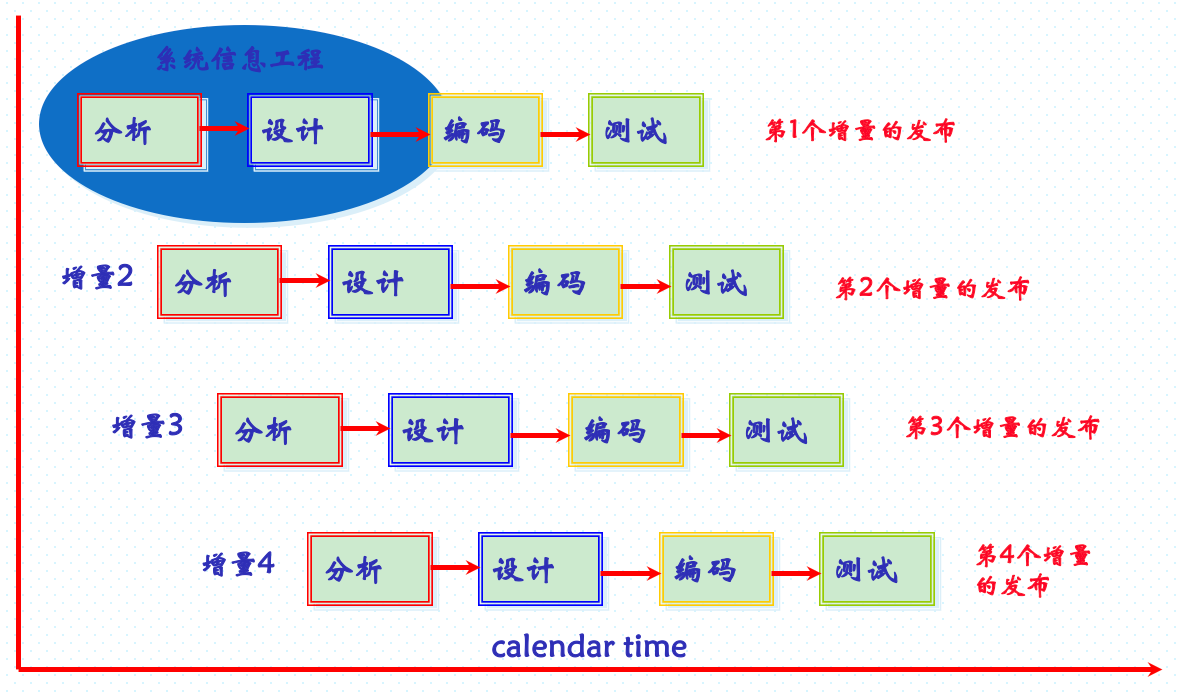 系统信息工程
分析 设计 编码 测试 第1个增量的发布
增量2 分析 设计 编码 测试 第2个增量的发布
增量3 分析 设计 编码 测试 第3个增量的发布
增量4 分析 设计 编码 测试 第4个增量
的发布
calendar time